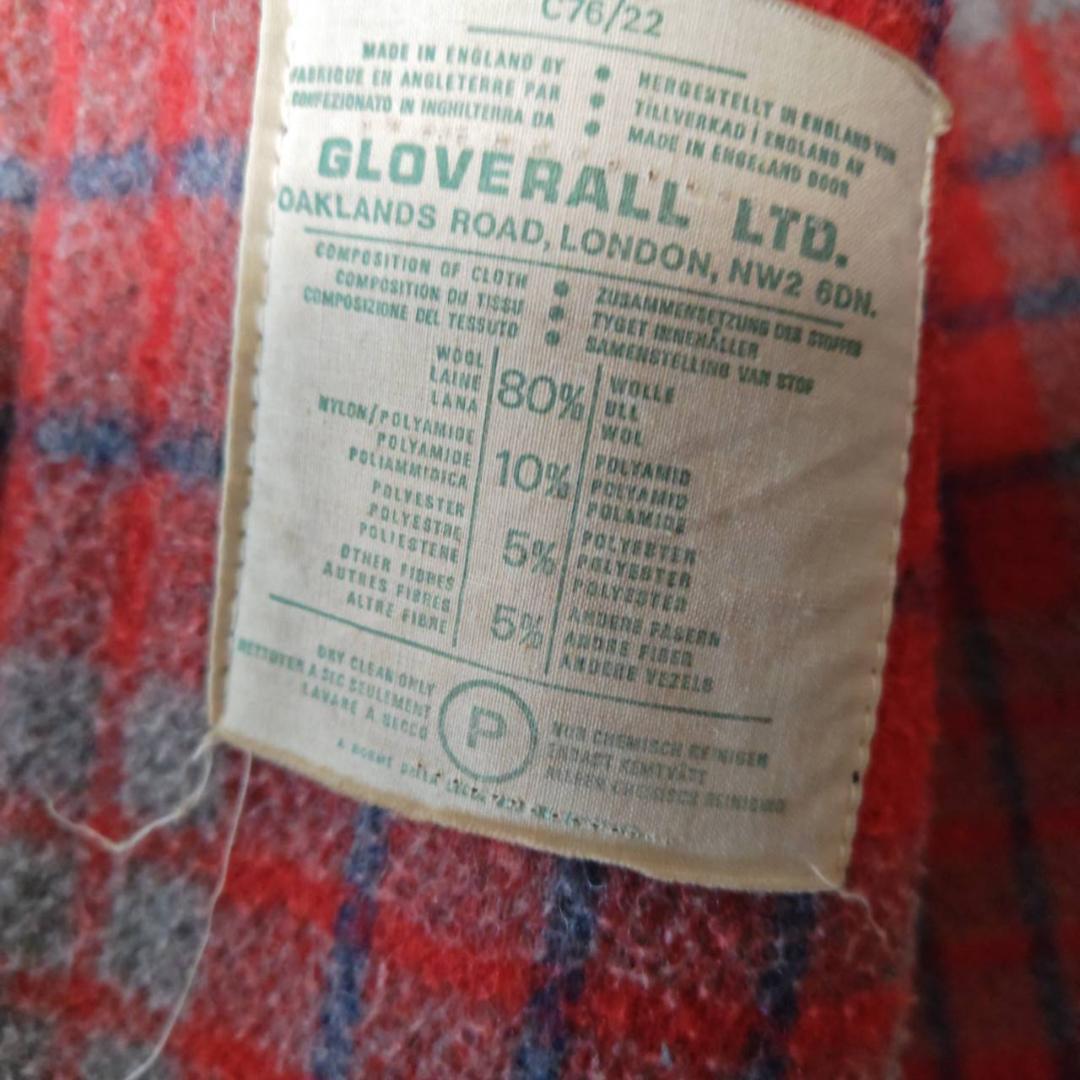 C76/22
MADE IN ENGLAND BY
FABRIQUE EN ANGLETERRE PAR
CONFEZIONATO IN INGHILTERRA DA
HERGESTELLT IN ENGLAND VON
TILLVERKAD I ENGLAND AV
MADE IN ENGELAND DOOR
GLOVERALL LTD.
OAKLANDS ROAD, LONDON, NW2 6DN.
COMPOSITION OF CLOTH
COMPOSITION DU TISSU
COMPOSIZIONE DEL TESSUTO
ZUSAMMENSETZUNG DES STOFFES
TYGET INNEHÅLLER
SAMENSTELLING VAN STOF
WOOL
LAINE
LANA
80%
WOLLE
ULL
WOL
NYLON/POLYAMIDE
POLYAMIDE
POLIAMMIDICA
10%
POLYAMID
POLYAMID
POLAMIDE
POLYESTER
POLYESTRE
POLIESTERE
5%
POLYESTER
POLYESTER
POLYESTER
OTHER FIBRES
AUTRES FIBRES
ALTRE FIBRE
5%
ANDERE FASERN
ANDRE FIBER
ANDERE VEZELS
DRY CLEAN ONLY
NETTOYER A SEC SEULEMENT
LAVARE A SECCO
P
NUR CHEMISCH REINIGEN
ENDAST KEMTVÄTT
ALLEEN CHEMISCH REINIGING
A NORME DELLA